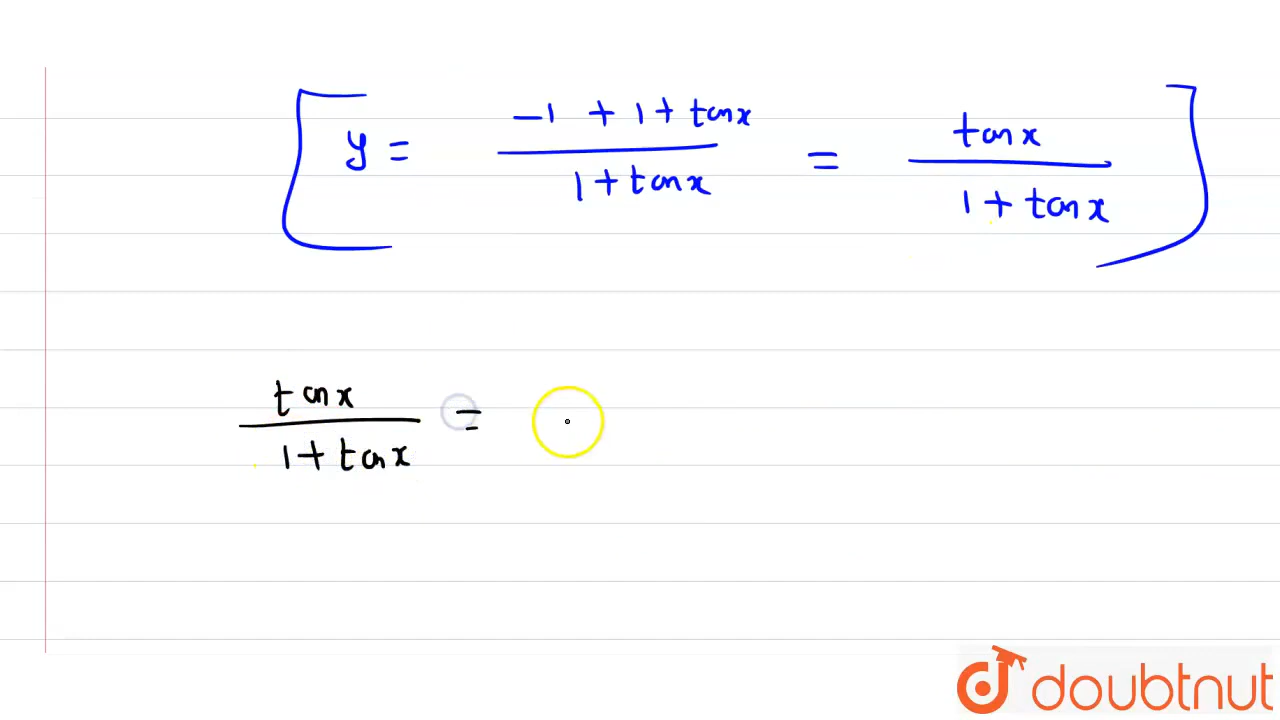 y = (-1 + 1 + tan x)/(1 + tan x) = (tan x)/(1 + tan x)
(tan x)/(1 + tan x) =
doubtnut